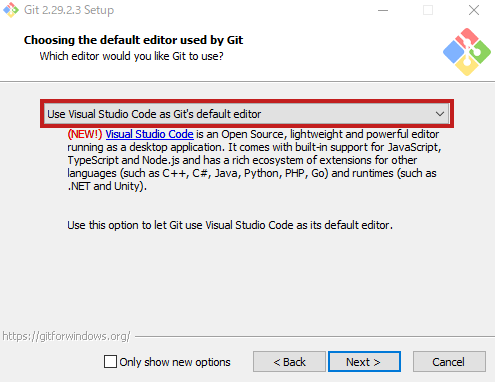 Git 2.29.2.3 Setup
Choosing the default editor used by Git
Which editor would you like Git to use?
Use Visual Studio Code as Git's default editor
(NEW!) Visual Studio Code is an Open Source, lightweight and powerful editor
running as a desktop application. It comes with built-in support for JavaScript,
TypeScript and Node.js and has a rich ecosystem of extensions for other
languages (such as C++, C#, Java, Python, PHP, Go) and runtimes (such as
.NET and Unity).
Use this option to let Git use Visual Studio Code as its default editor.
https://gitforwindows.org/
Only show new options
< Back
Next >
Cancel